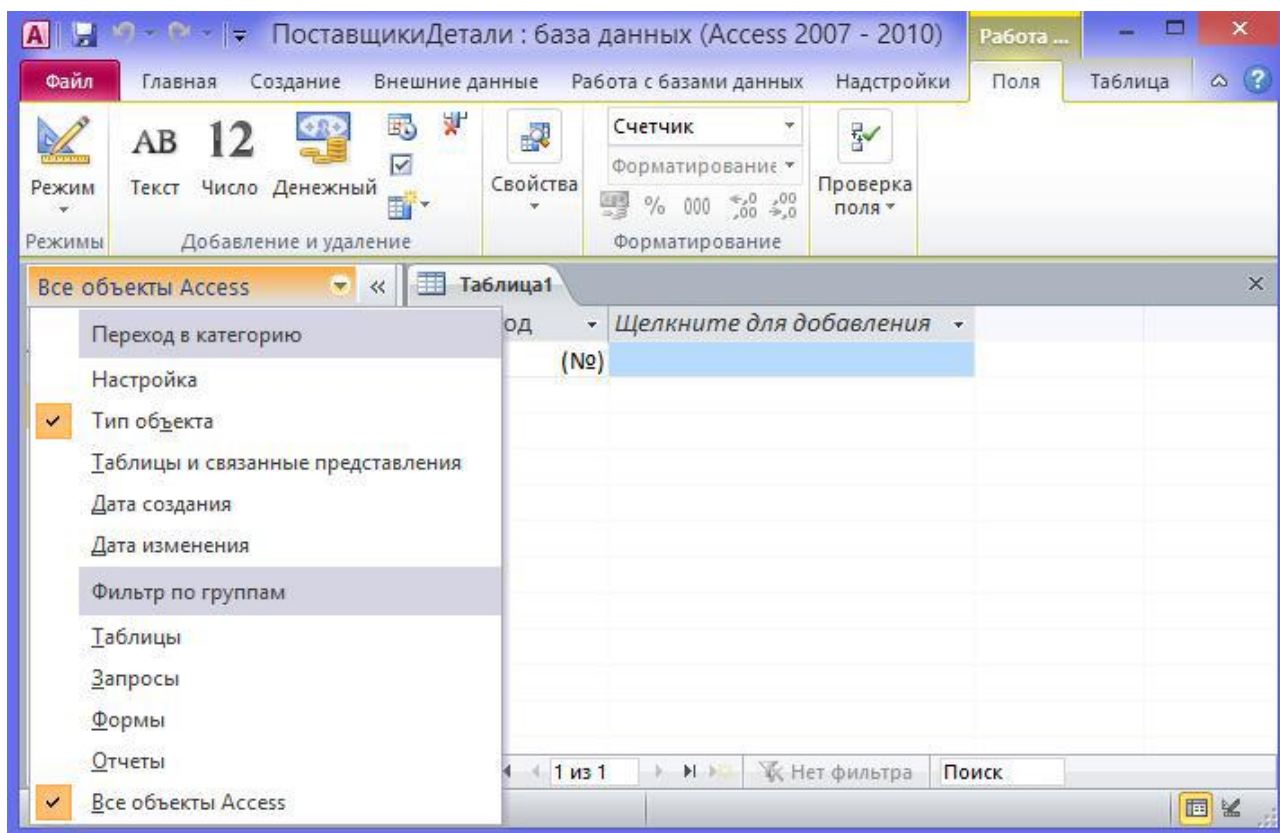 ПоставщикиДетали : база данных (Access 2007 - 2010)
Работа ...
Файл Главная Создание Внешние данные Работа с базами данных Надстройки Поля Таблица
AB 12
Счетчик
Форматирование
Режим Текст Число Денежный Свойства % 000 Проверка поля
Режимы Добавление и удаление Форматирование
Все объекты Access « Таблица1
Переход в категорию
од Щелкните для добавления
(№)
Настройка
Тип объекта
Таблицы и связанные представления
Дата создания
Дата изменения
Фильтр по группам
Таблицы
Запросы
Формы
Отчеты
Все объекты Access
1 из 1 Нет фильтра Поиск